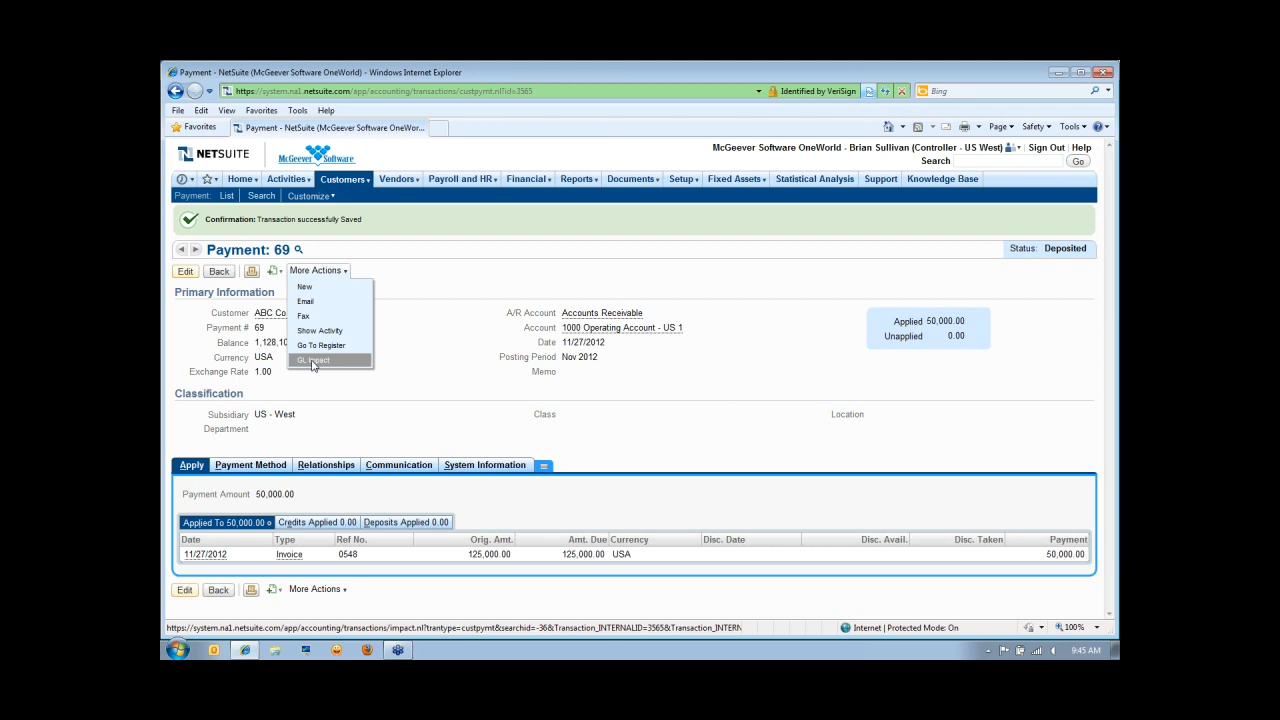 Payment - NetSuite (McGeever Software OneWorld) - Windows Internet Explorer
https://system.na1.netsuite.com/app/accounting/transactions/custpymt.nl?id=3565
Identified by VeriSign
Bing
File Edit View Favorites Tools Help
Favorites Payment - NetSuite (McGeever Software OneWor... Page Safety Tools
NETSUITE McGeever Software
McGeever Software OneWorld - Brian Sullivan (Controller - US West) Sign Out Help
Search Go
Home Activities Customers Vendors Payroll and HR Financial Reports Documents Setup Fixed Assets Statistical Analysis Support Knowledge Base
Payment: List Search Customize
Confirmation: Transaction successfully Saved
Payment: 69 Status: Deposited
Edit Back More Actions
New
Email
Fax
Show Activity
Go To Register
GL Impact
Primary Information
Customer ABC Co A/R Account Accounts Receivable Applied 50,000.00
Payment # 69 Account 1000 Operating Account - US 1 Unapplied 0.00
Balance 1,128,10 Date 11/27/2012
Currency USA Posting Period Nov 2012
Exchange Rate 1.00 Memo
Classification
Subsidiary US - West Class Location
Department
Apply Payment Method Relationships Communication System Information
Payment Amount 50,000.00
Applied To 50,000.00 Credits Applied 0.00 Deposits Applied 0.00
Date Type Ref No. Orig. Amt. Amt. Due Currency Disc. Date Disc. Avail. Disc. Taken Payment
11/27/2012 Invoice 0548 125,000.00 125,000.00 USA 50,000.00
Edit Back More Actions
https://system.na1.netsuite.com/app/accounting/transactions/impact.nl?trantype=custpymt&searchid=-36&Transaction_INTERNALID=3565&Transaction_INTERN
Internet | Protected Mode: On 100%
9:45 AM